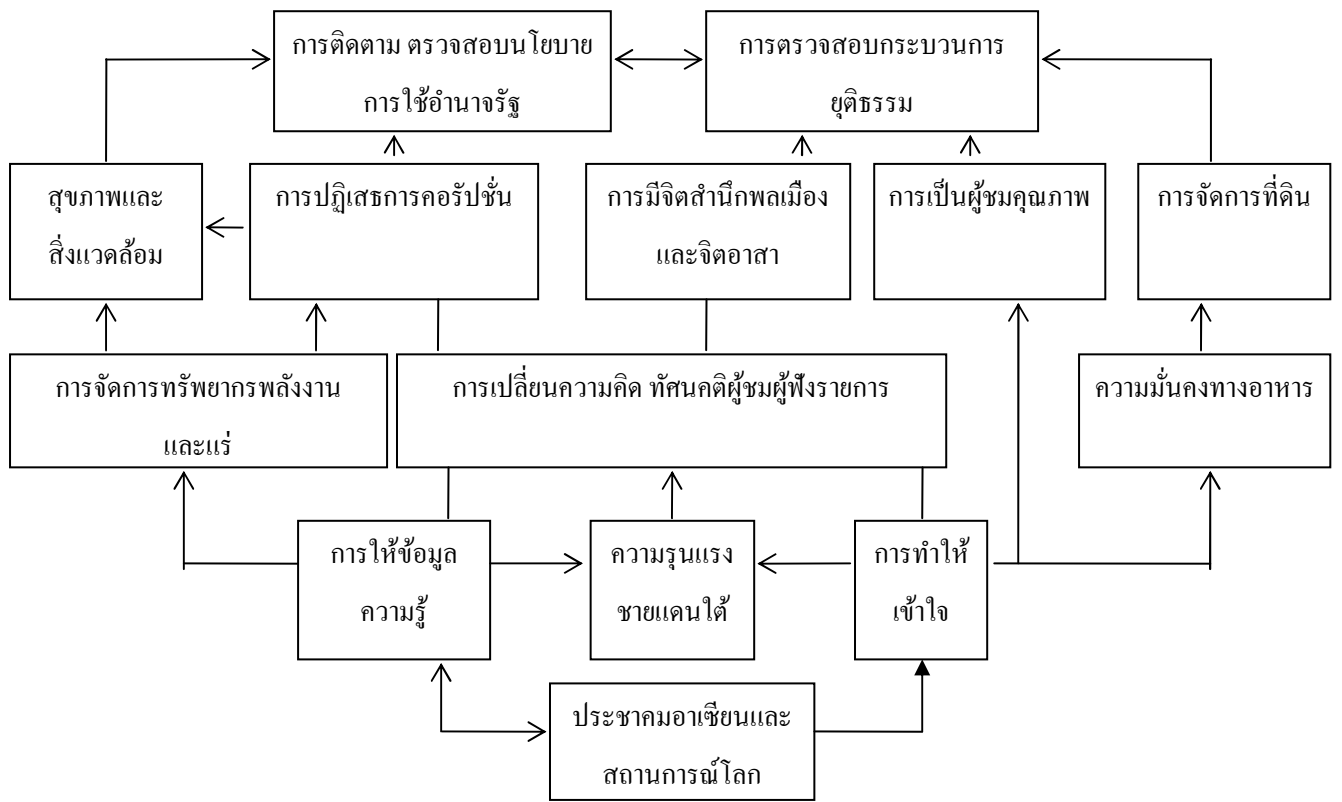 การติดตาม ตรวจสอบนโยบาย
การใช้อำนาจรัฐ
การตรวจสอบกระบวนการ
ยุติธรรม
สุขภาพและ
สิ่งแวดล้อม
การปฏิเสธการคอรัปชั่น
การมีจิตสำนึกพลเมือง
และจิตอาสา
การเป็นผู้ชมคุณภาพ
การจัดการที่ดิน
การจัดการทรัพยากรพลังงาน
และแร่
การเปลี่ยนความคิด ทัศนคติผู้ชมผู้ฟังรายการ
ความมั่นคงทางอาหาร
การให้ข้อมูล
ความรู้
ความรุนแรง
ชายแดนใต้
การทำให้
เข้าใจ
ประชาคมอาเซียนและ
สถานการณ์โลก